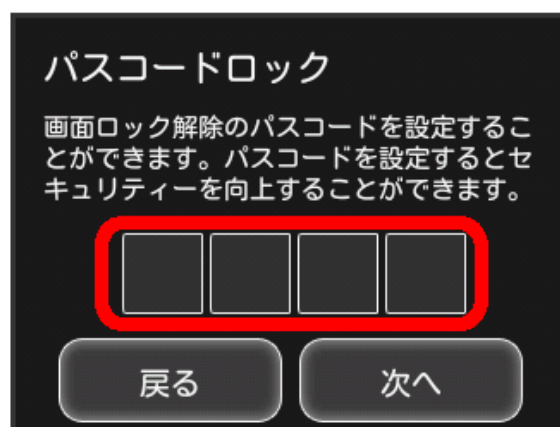 パスコードロック
画面ロック解除のパスコードを設定するこ
とができます。パスコードを設定するとセ
キュリティーを向上することができます。
戻る
次へ